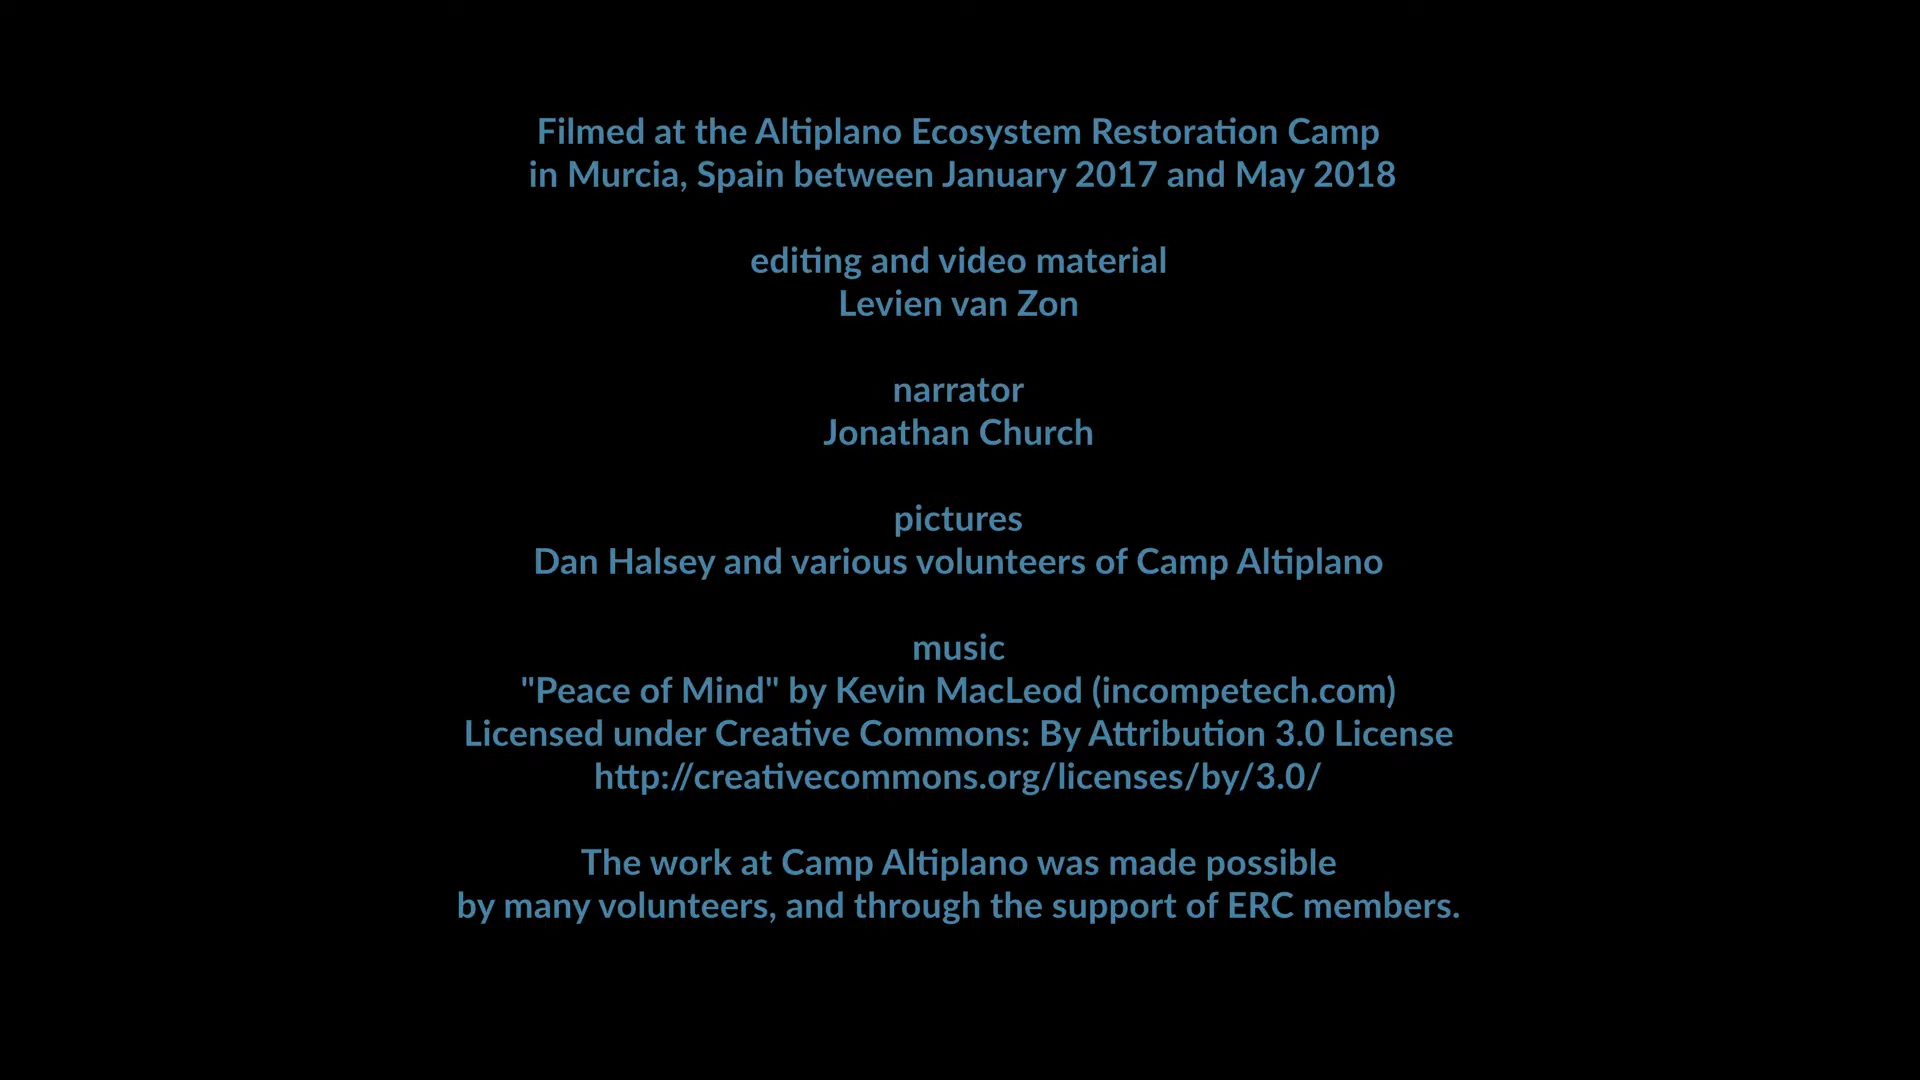 Filmed at the Altiplano Ecosystem Restoration Camp
in Murcia, Spain between January 2017 and May 2018
editing and video material
Levien van Zon
narrator
Jonathan Church
pictures
Dan Halsey and various volunteers of Camp Altiplano
music
"Peace of Mind" by Kevin MacLeod (incompetech.com)
Licensed under Creative Commons: By Attribution 3.0 License
http://creativecommons.org/licenses/by/3.0/
The work at Camp Altiplano was made possible
by many volunteers, and through the support of ERC members.